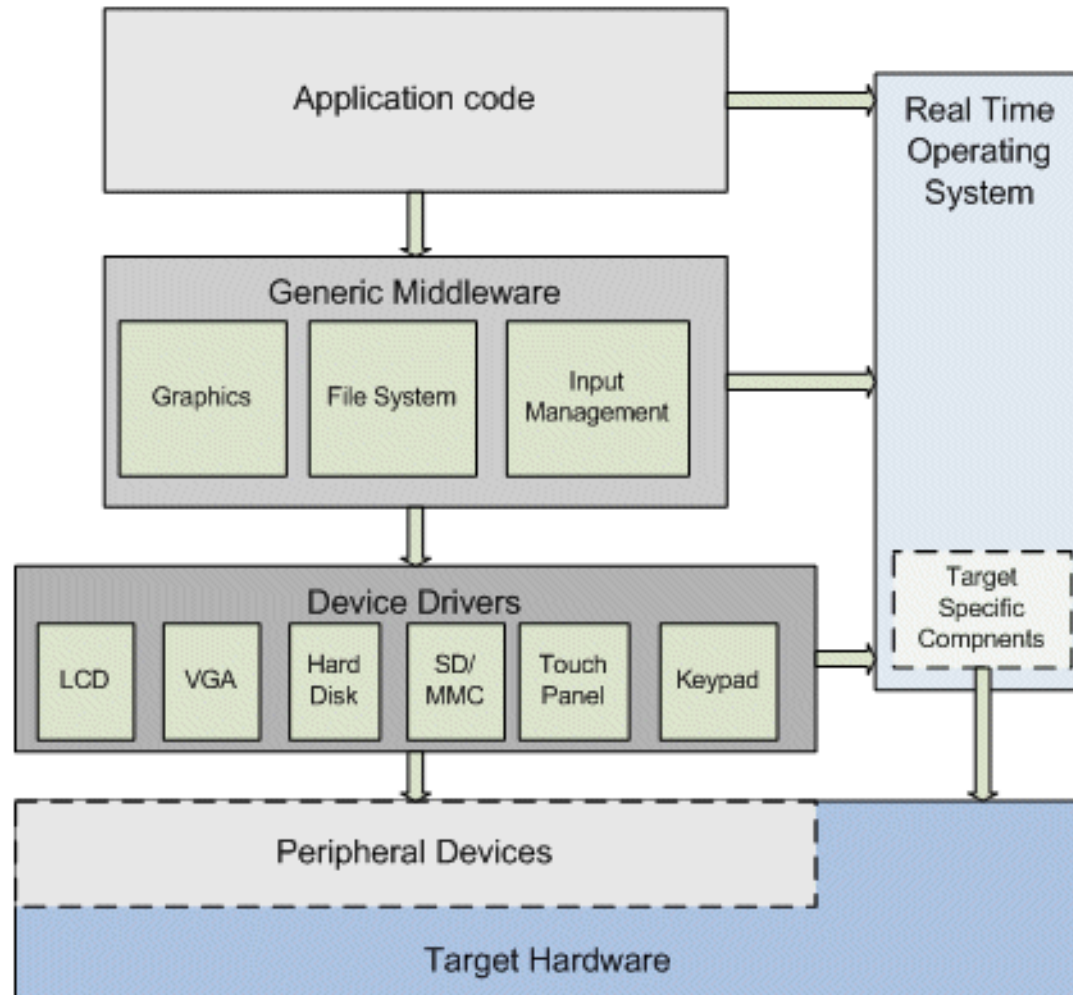 Application code
Real Time
Operating
System
Generic Middleware
Graphics
File System
Input
Management
Device Drivers
LCD
VGA
Hard
Disk
SD/
MMC
Touch
Panel
Keypad
Target
Specific
Compnents
Peripheral Devices
Target Hardware